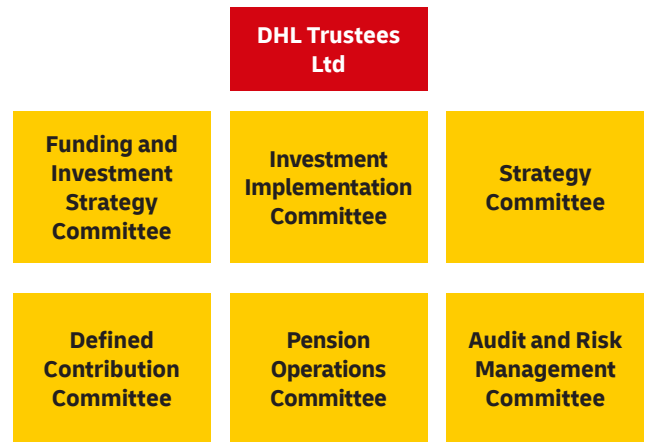 DHL Trustees
Ltd
Funding and
Investment
Strategy
Committee
Investment
Implementation
Committee
Strategy
Committee
Defined
Contribution
Committee
Pension
Operations
Committee
Audit and Risk
Management
Committee